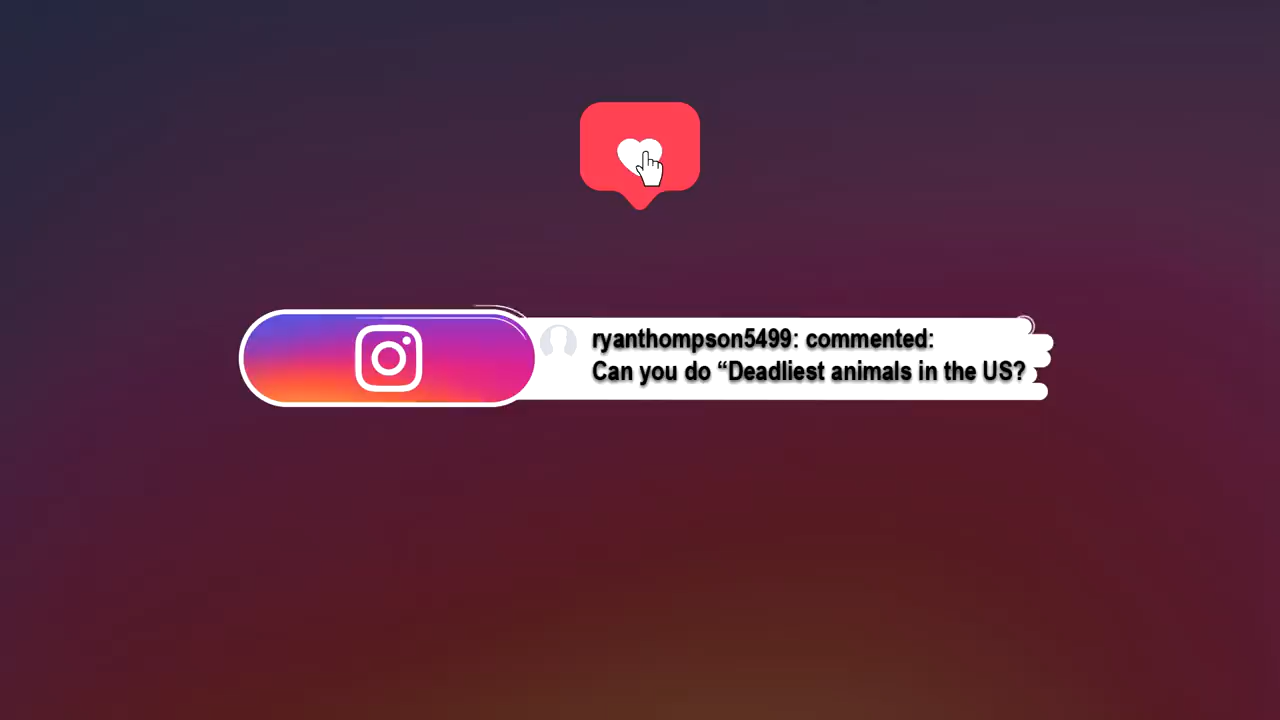 ryanthompson5499: commented:
Can you do “Deadliest animals in the US?